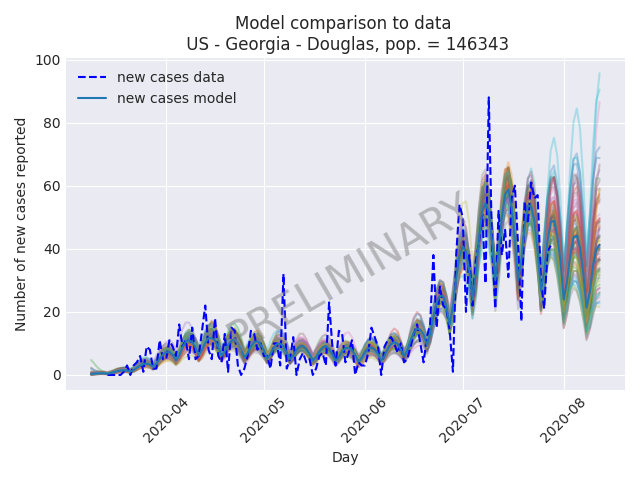 Model comparison to data
US - Georgia - Douglas, pop. = 146343
new cases data
new cases model
PRELIMINARY
Number of new cases reported
100
80
60
40
20
0
2020-04
2020-05
2020-06
2020-07
2020-08
Day